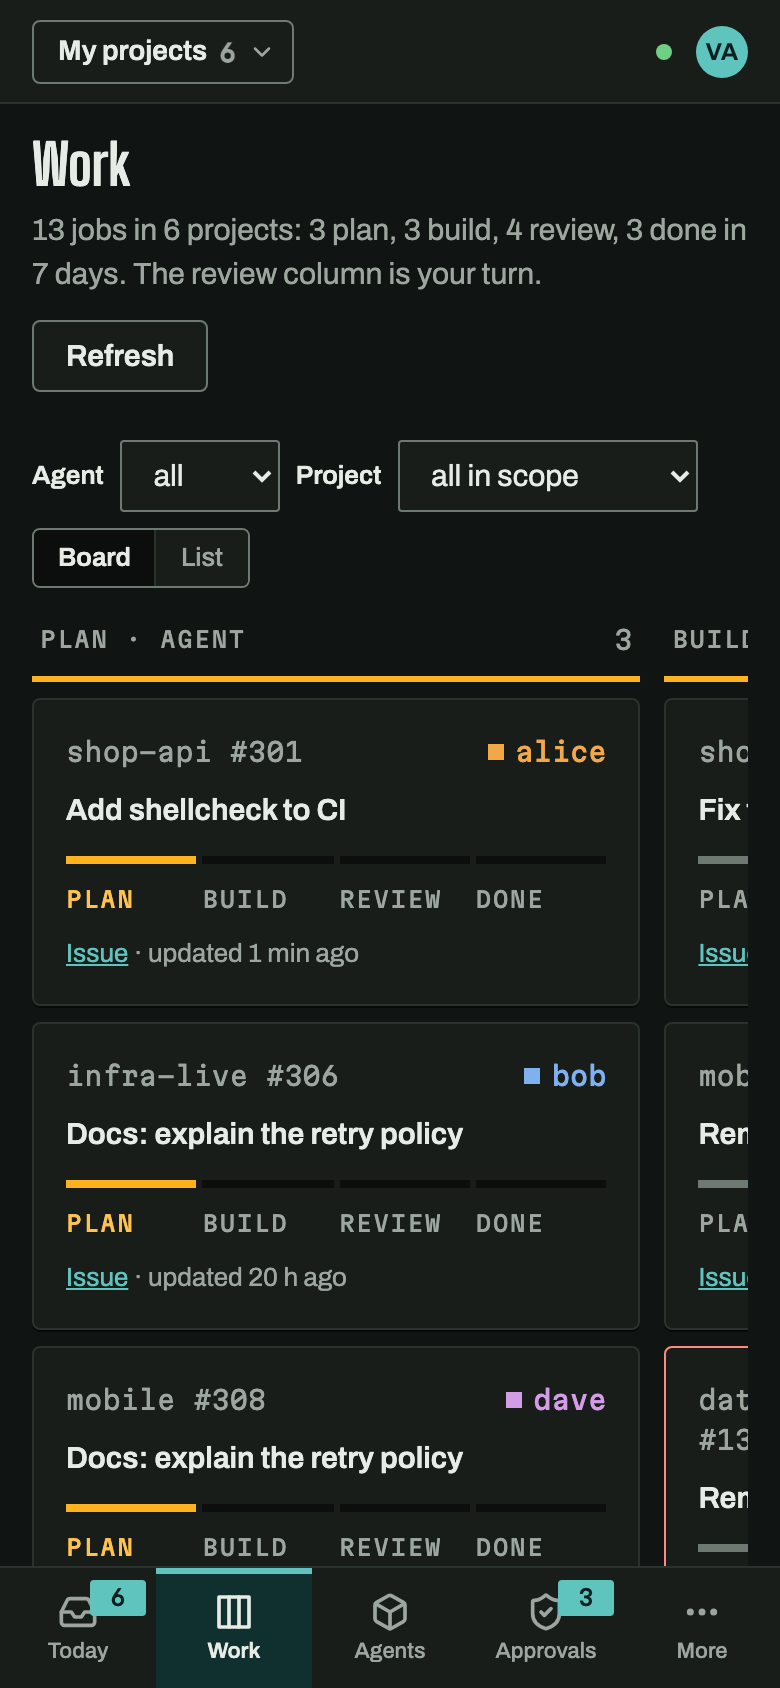 My projects 6
VA
Work
13 jobs in 6 projects: 3 plan, 3 build, 4 review, 3 done in
7 days. The review column is your turn.
Refresh
Agent all Project all in scope
Board List
PLAN · AGENT 3
shop-api #301 alice
Add shellcheck to CI
PLAN BUILD REVIEW DONE
Issue · updated 1 min ago
infra-live #306 bob
Docs: explain the retry policy
PLAN BUILD REVIEW DONE
Issue · updated 20 h ago
mobile #308 dave
Docs: explain the retry policy
PLAN BUILD REVIEW DONE
BUILD
Fix
6
Today
Work
Agents
3
Approvals
More